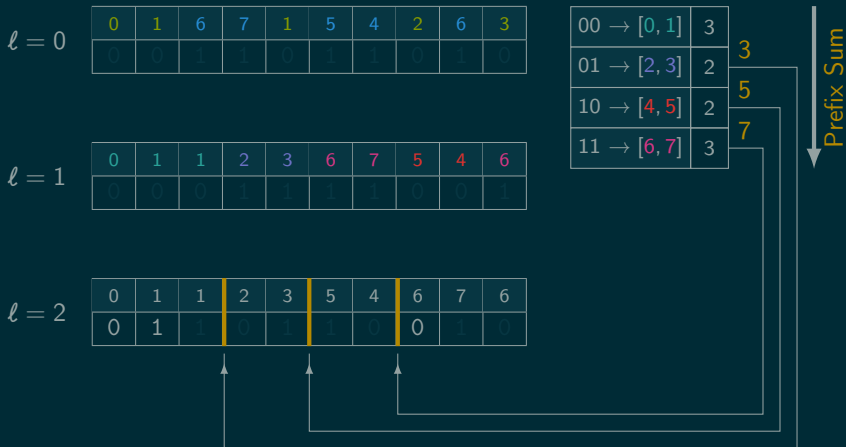 ℓ = 0
0 1 6 7 1 5 4 2 6 3
0 0 1 1 0 1 1 0 1 0
00 → [0, 1] 3
01 → [2, 3] 2
10 → [4, 5] 2
11 → [6, 7] 3
3
5
7
Prefix Sum
ℓ = 1
0 1 1 2 3 6 7 5 4 6
0 0 0 1 1 1 1 0 0 1
ℓ = 2
0 1 1 2 3 5 4 6 7 6
0 1 1 0 1 1 0 0 1 0